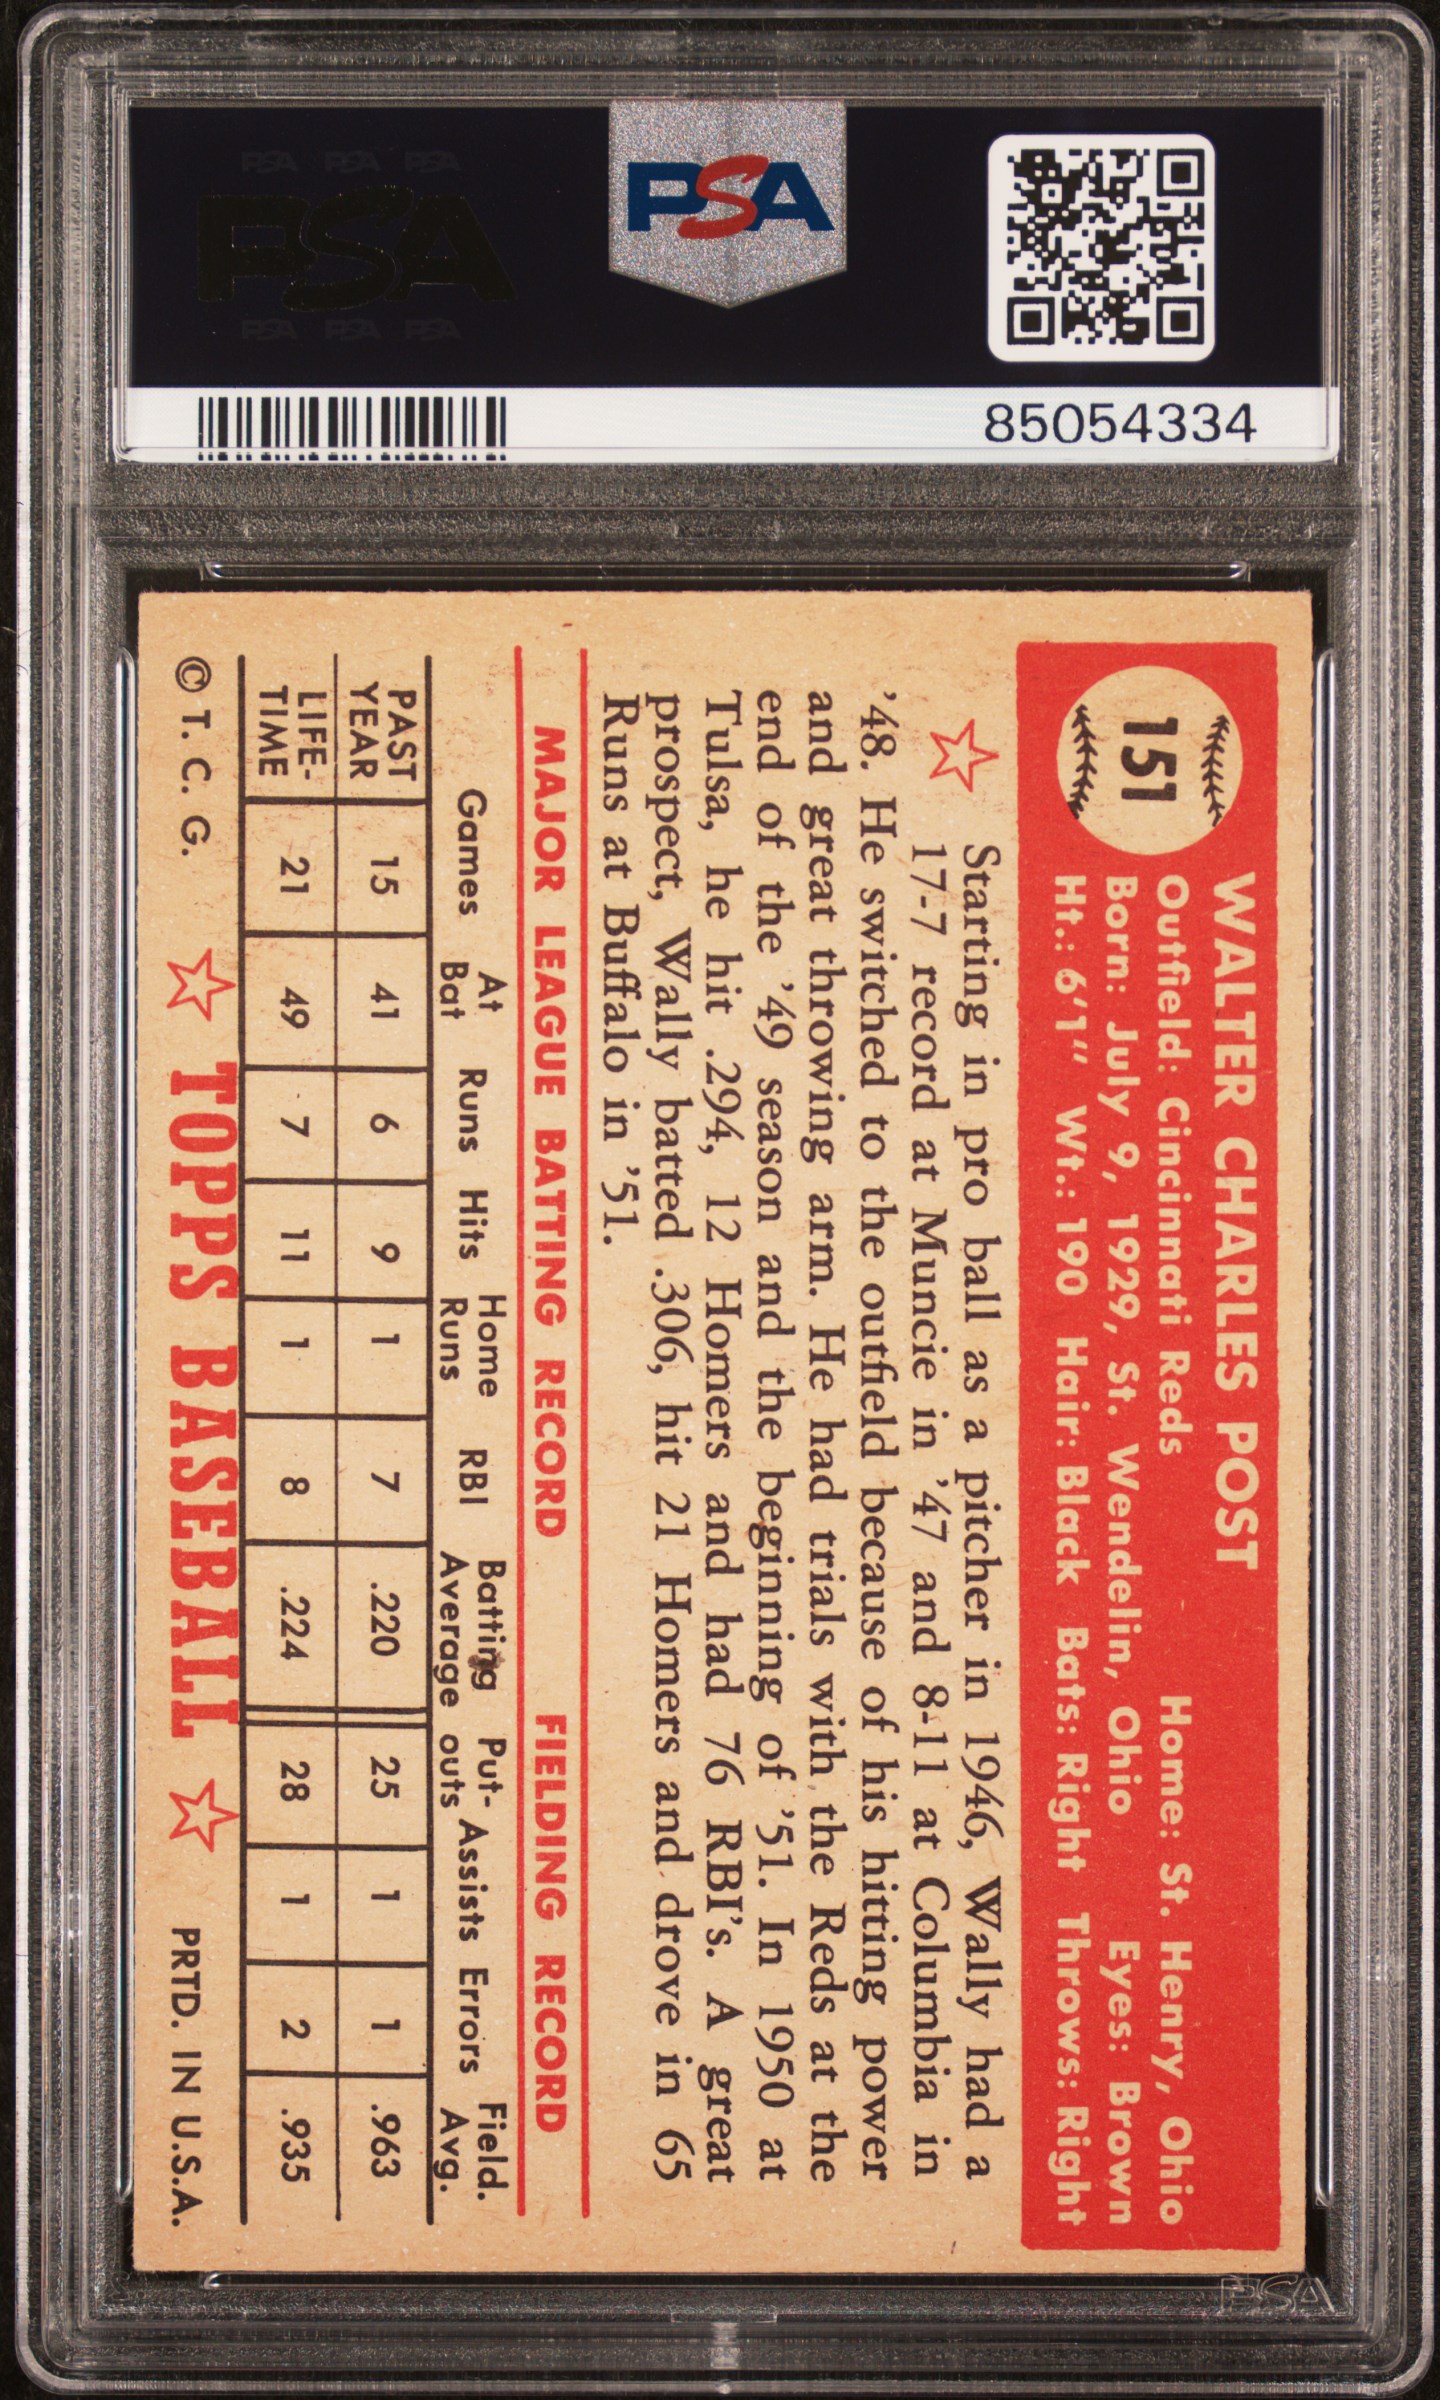 PSA PSA PSA
PSA
PSA PSA PSA
PSA
85054334
151
WALTER CHARLES POST
Outfield: Cincinnati Reds Home: St. Henry, Ohio
Born: July 9, 1929, St. Wendelin, Ohio Eyes: Brown
Ht.: 6'1" Wt.: 190 Hair: Black Bats: Right Throws: Right
Starting in pro ball as a pitcher in 1946, Wally had a
17-7 record at Muncie in '47 and 8-11 at Columbia in
'48. He switched to the outfield because of his hitting power
and great throwing arm. He had trials with the Reds at the
end of the '49 season and the beginning of '51. In 1950 at
Tulsa, he hit .294, 12 Homers and had 76 RBI's. A great
prospect, Wally batted .306, hit 21 Homers and drove in 65
Runs at Buffalo in '51.
MAJOR LEAGUE BATTING RECORD FIELDING RECORD
Games At Bat Runs Hits Home Runs RBI Batting Average Put-outs Assists Errors Field. Avg.
PAST YEAR 15 41 6 9 1 7 .220 25 1 1 .963
LIFE-TIME 21 49 7 11 1 8 .224 28 1 2 .935
© T. C. G. TOPPS BASEBALL PRTD. IN U.S.A.
PSA